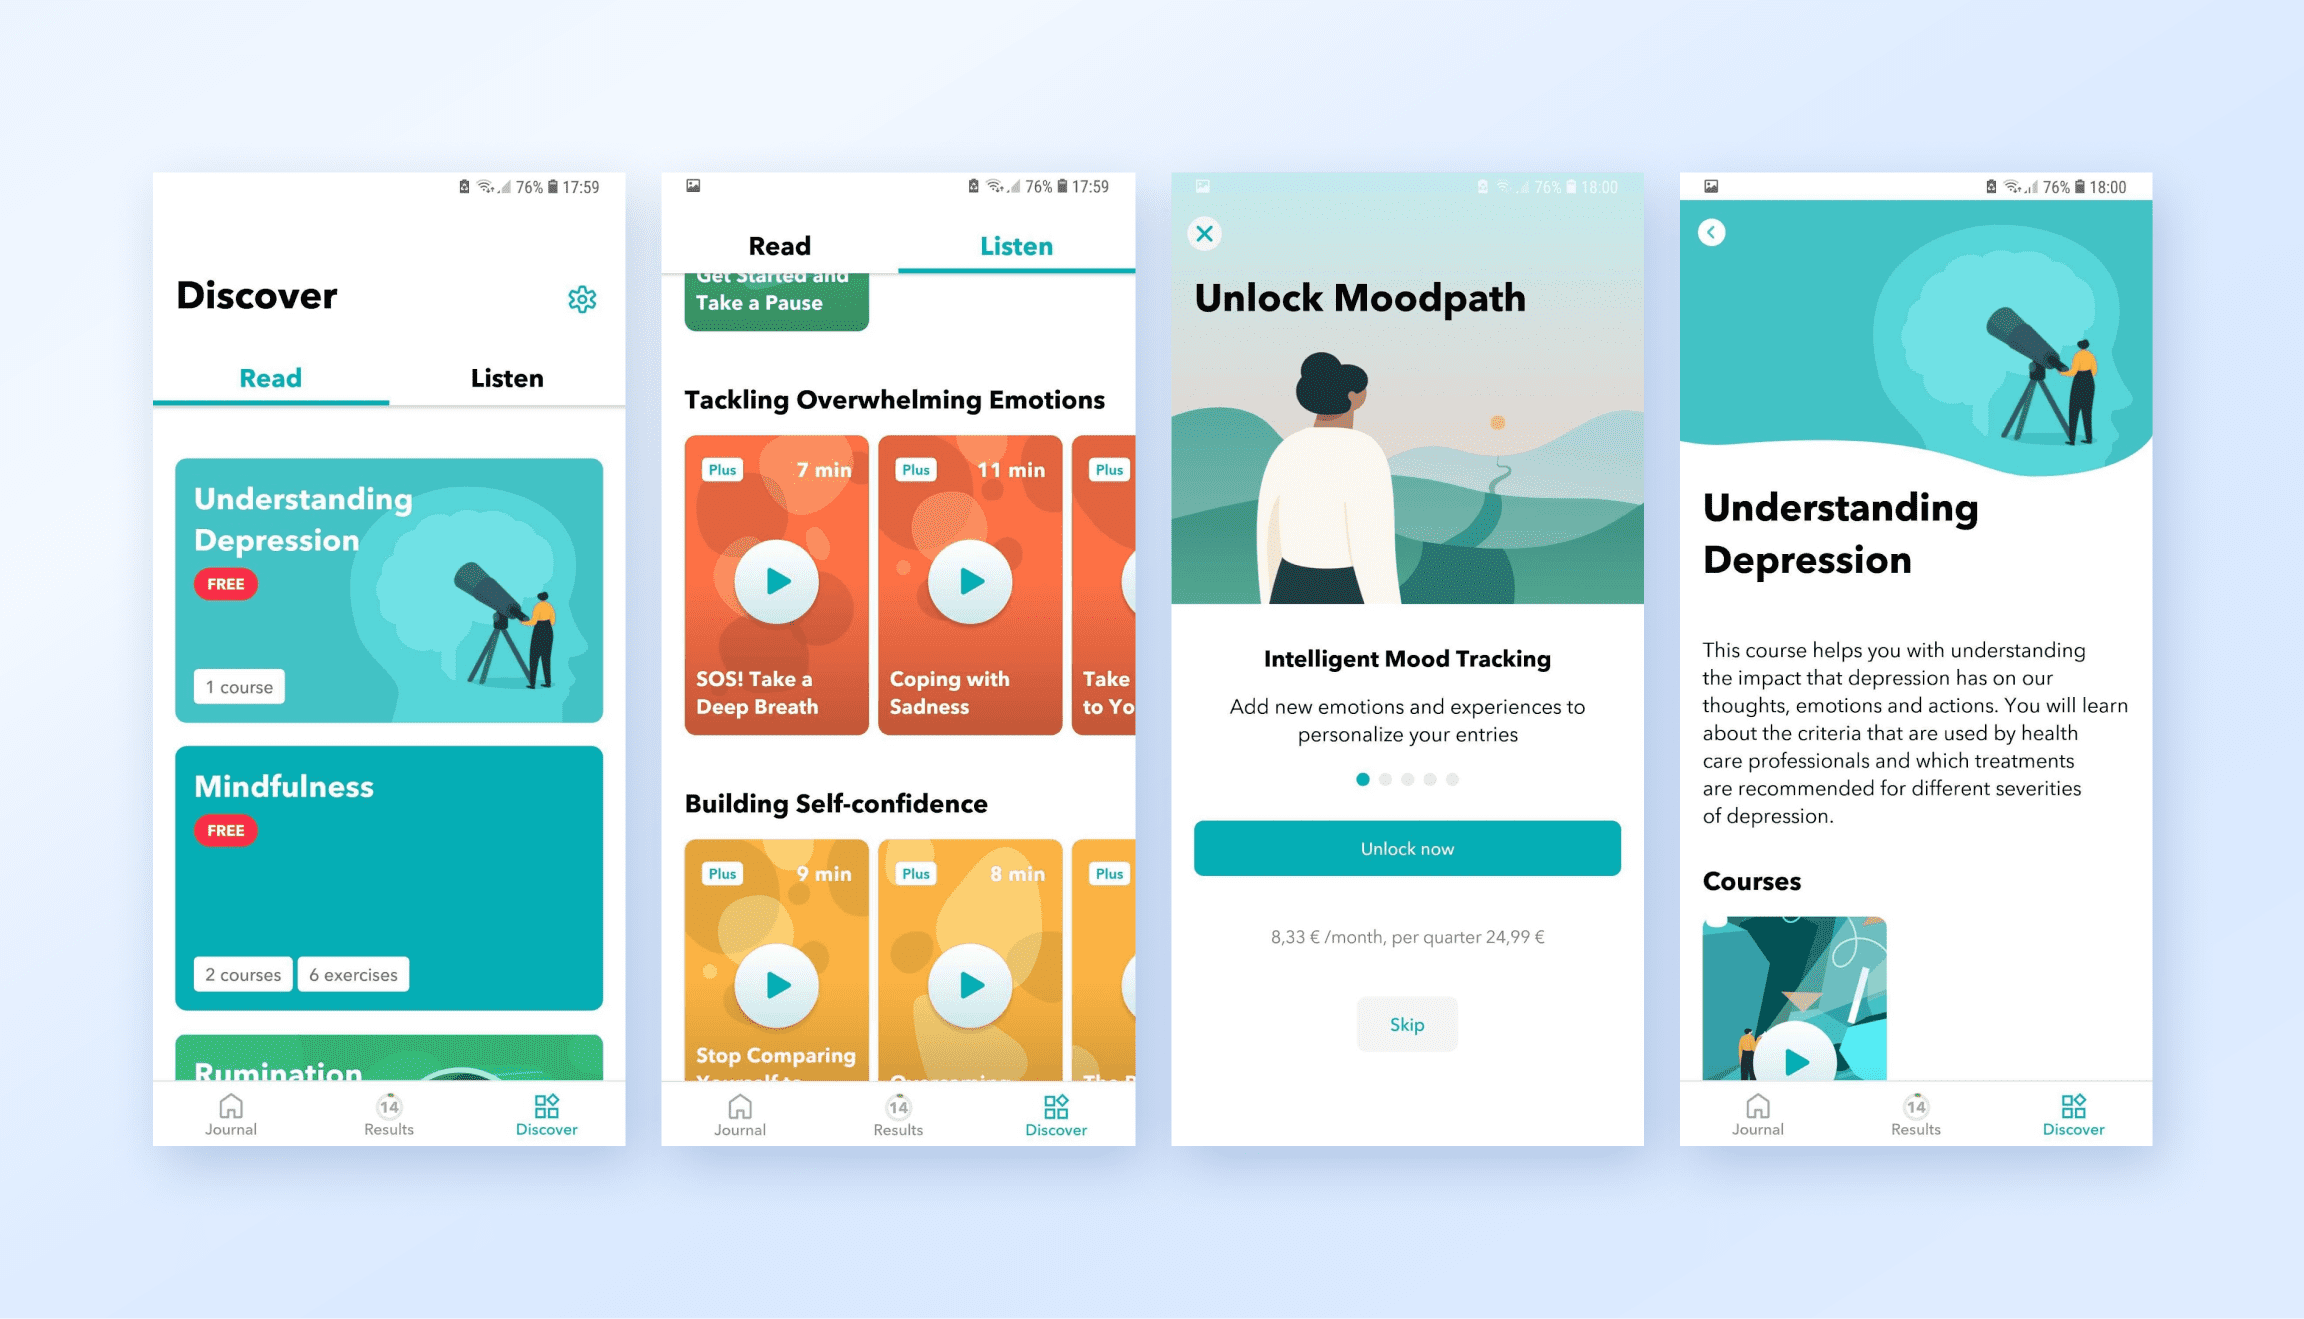 76% 17:59
Discover
Read Listen
Understanding
Depression
FREE
1 course
Mindfulness
FREE
2 courses 6 exercises
Rumination
14
Journal Results Discover
76% 17:59
Read Listen
Get Started and
Take a Pause
Tackling Overwhelming Emotions
Plus 7 min Plus 11 min Plus
SOS! Take a
Deep Breath
Coping with
Sadness
Take
to Yo
Building Self-confidence
Plus 9 min Plus 8 min Plus
Stop Comparing
Yourself to
Overcoming
14
Journal Results Discover
76% 18:00
Unlock Moodpath
Intelligent Mood Tracking
Add new emotions and experiences to
personalize your entries
Unlock now
8,33 € /month, per quarter 24,99 €
Skip
76% 18:00
Understanding
Depression
This course helps you with understanding
the impact that depression has on our
thoughts, emotions and actions. You will learn
about the criteria that are used by health
care professionals and which treatments
are recommended for different severities
of depression.
Courses
14
Journal Results Discover